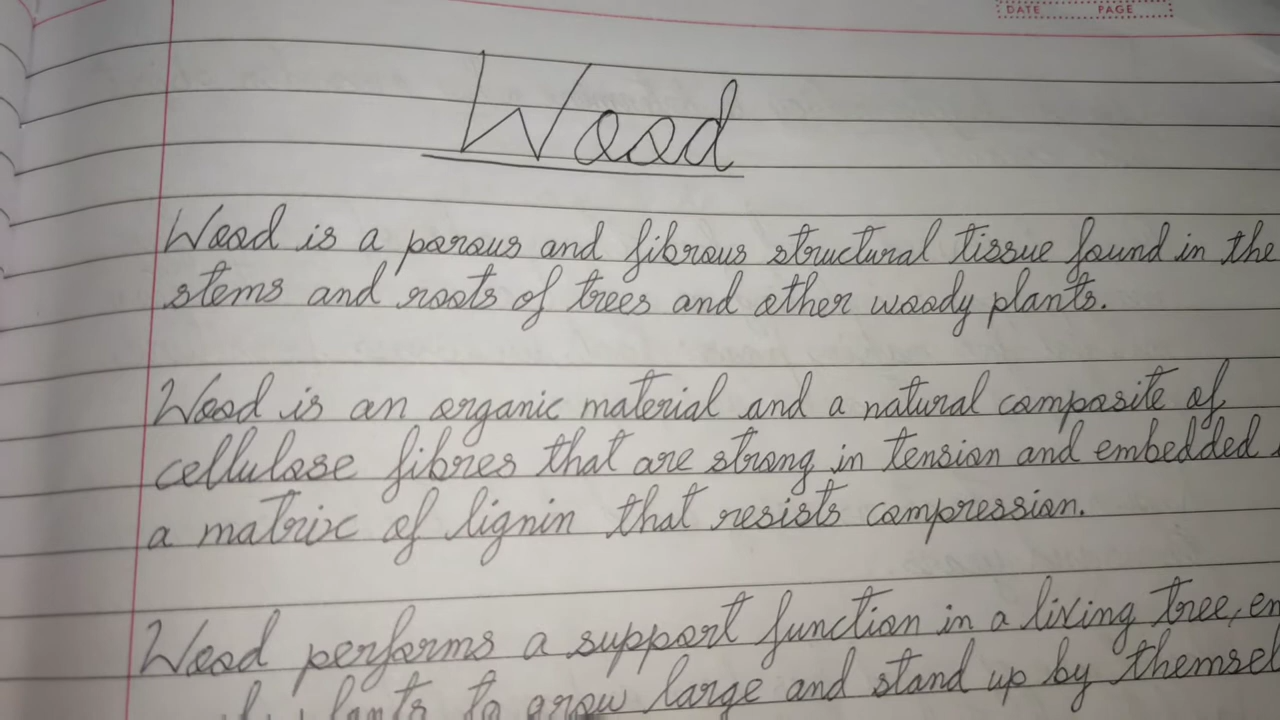 DATE PAGE
Wood
Wood is a porous and fibrous structural tissue found in the
stems and roots of trees and other woody plants.
Wood is an organic material and a natural composite of
cellulose fibres that are strong in tension and embedded
a matrix of lignin that resists compression.
Wood performs a support function in a living tree, en
to grow large and stand up by themsel